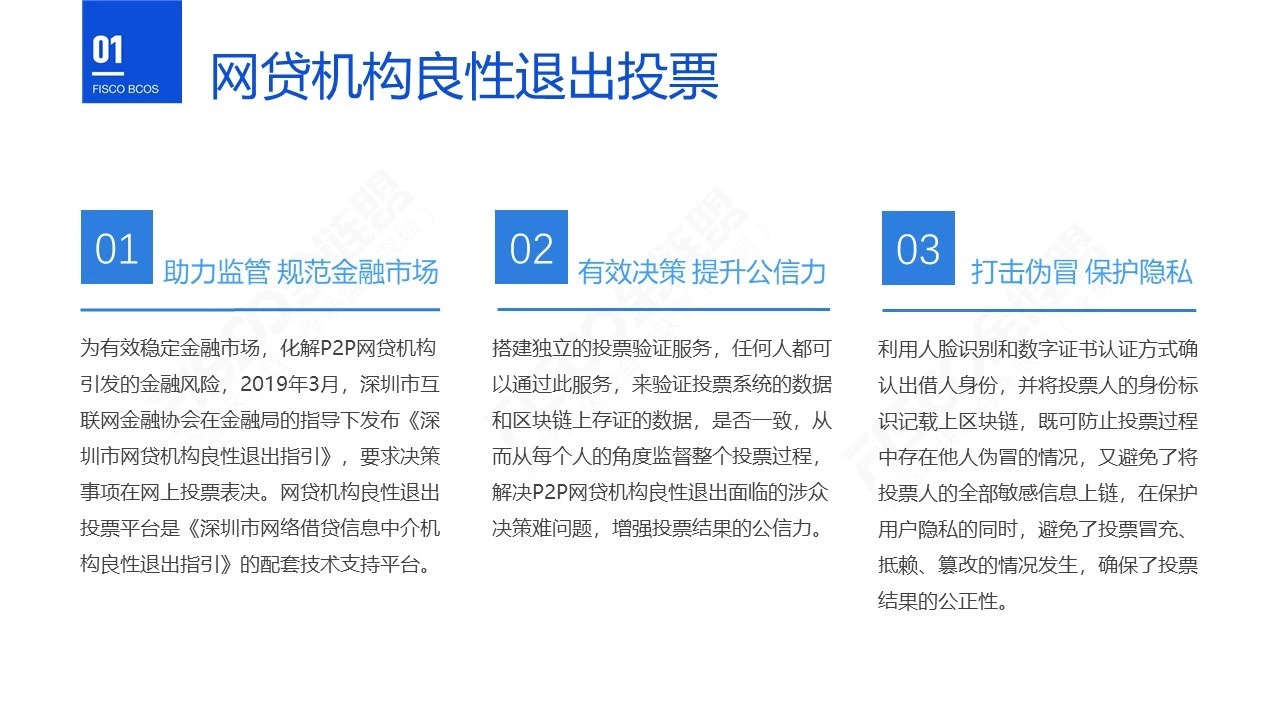 01
FISCO BCOS
网贷机构良性退出投票
01
助力监管 规范金融市场
为有效稳定金融市场，化解P2P网贷机构
引发的金融风险，2019年3月，深圳市互
联网金融协会在金融局的指导下发布《深
圳市网贷机构良性退出指引》，要求决策
事项在网上投票表决。网贷机构良性退出
投票平台是《深圳市网络借贷信息中介机
构良性退出指引》的配套技术支持平台。
02
有效决策 提升公信力
搭建独立的投票验证服务，任何人都可
以通过此服务，来验证投票系统的数据
和区块链上存证的数据，是否一致，从
而从每个人的角度监督整个投票过程，
解决P2P网贷机构良性退出面临的涉众
决策难问题，增强投票结果的公信力。
03
打击伪冒 保护隐私
利用人脸识别和数字证书认证方式确
认出借人身份，并将投票人的身份标
识记载上区块链，既可防止投票过程
中存在他人伪冒的情况，又避免了将
投票人的全部敏感信息上链，在保护
用户隐私的同时，避免了投票冒充、
抵赖、篡改的情况发生，确保了投票
结果的公正性。